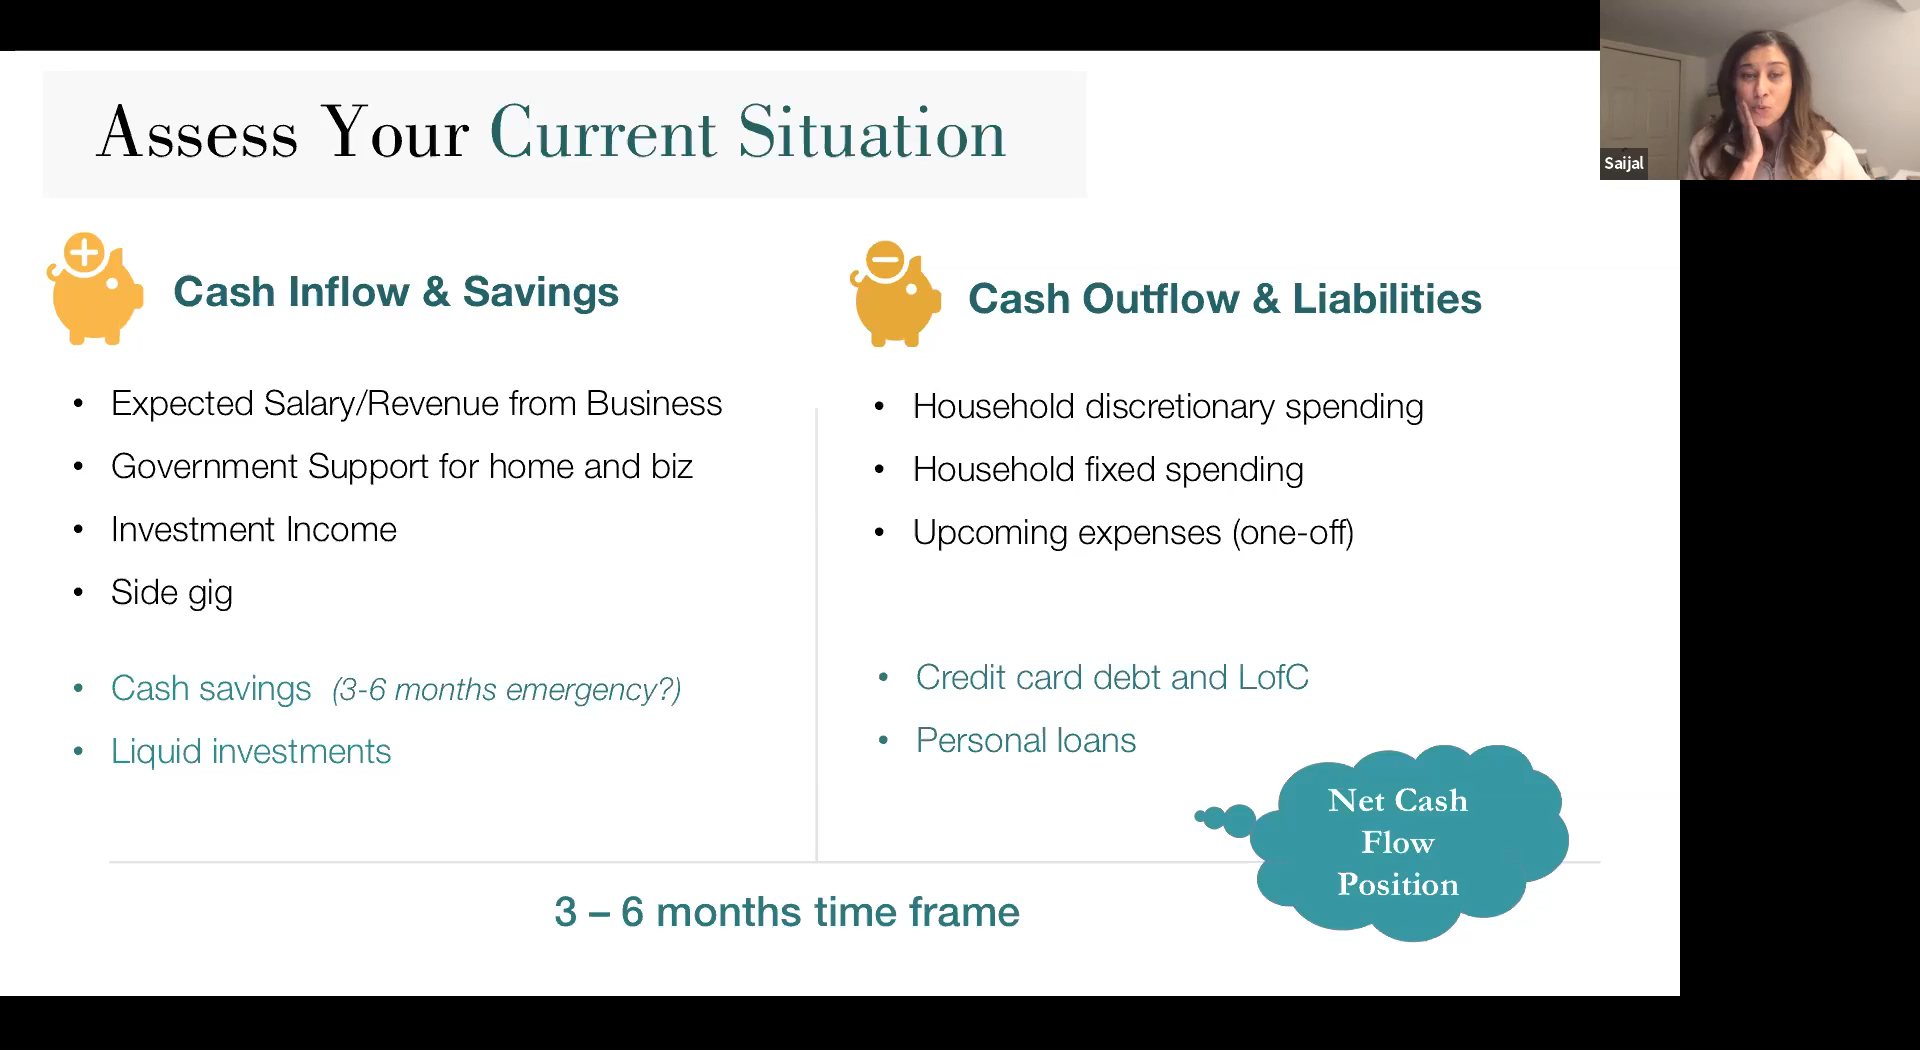 Assess Your Current Situation
Saijal
Cash Inflow & Savings
• Expected Salary/Revenue from Business
• Government Support for home and biz
• Investment Income
• Side gig
• Cash savings (3-6 months emergency?)
• Liquid investments
Cash Outflow & Liabilities
• Household discretionary spending
• Household fixed spending
• Upcoming expenses (one-off)
• Credit card debt and LofC
• Personal loans
Net Cash
Flow
Position
3 – 6 months time frame